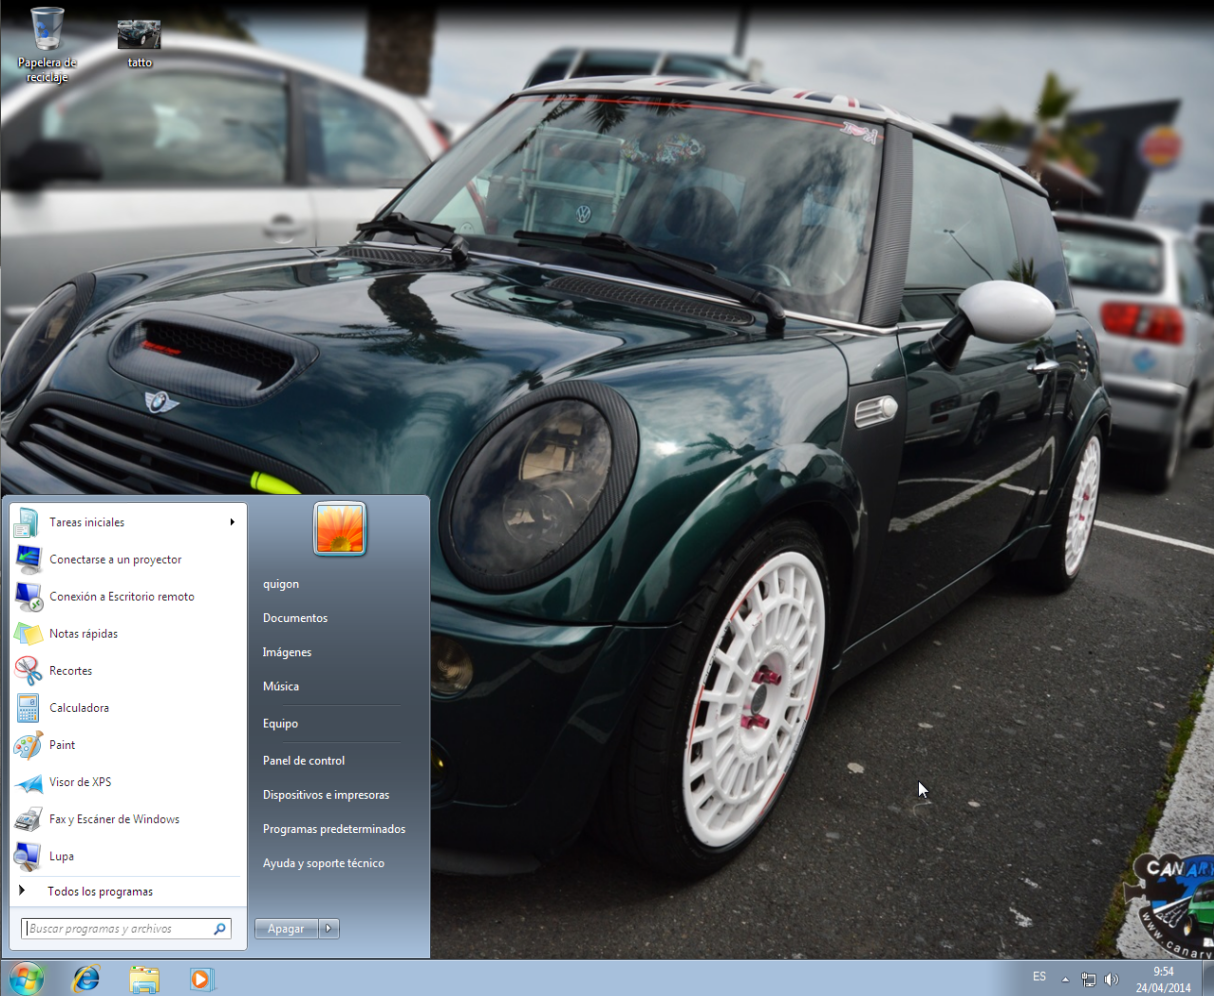 Papelera de
reciclaje
tatto
Tareas iniciales
Conectarse a un proyector
Conexión a Escritorio remoto
Notas rápidas
Recortes
Calculadora
Paint
Visor de XPS
Fax y Escáner de Windows
Lupa
Todos los programas
Buscar programas y archivos
quigon
Documentos
Imágenes
Música
Equipo
Panel de control
Dispositivos e impresoras
Programas predeterminados
Ayuda y soporte técnico
Apagar
CANARY
www.canary
ES
9:54
24/04/2014